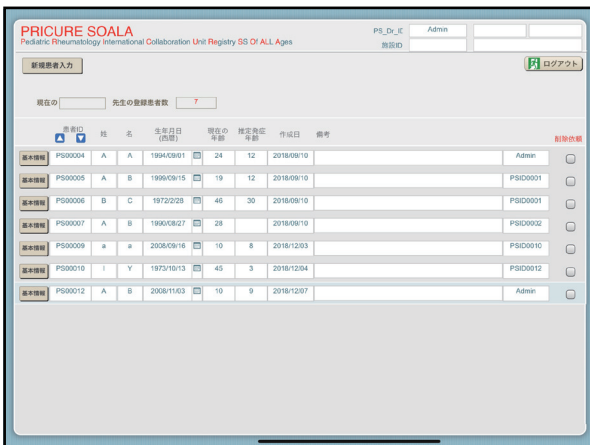 PRICURE SOALA
Pediatric Rheumatology International Collaboration Unit Registry SS Of ALL Ages
PS_Dr_IC Admin
施設ID
新規患者入力
ログアウト
現在の 先生の登録患者数 7
患者ID 姓 名 生年月日(西暦) 現在の年齢 推定発症年齢 作成日 備考 削除依頼
基本情報 PS00004 A A 1994/09/01 24 12 2018/09/10 Admin
基本情報 PS00005 A B 1999/09/15 19 12 2018/09/10 PSID0001
基本情報 PS00006 B C 1972/2/28 46 30 2018/09/10 PSID0001
基本情報 PS00007 A B 1990/08/27 28 2018/09/10 PSID0002
基本情報 PS00009 a a 2008/09/16 10 8 2018/12/03 PSID0010
基本情報 PS00010 I Y 1973/10/13 45 3 2018/12/04 PSID0012
基本情報 PS00012 A B 2008/11/03 10 9 2018/12/07 Admin